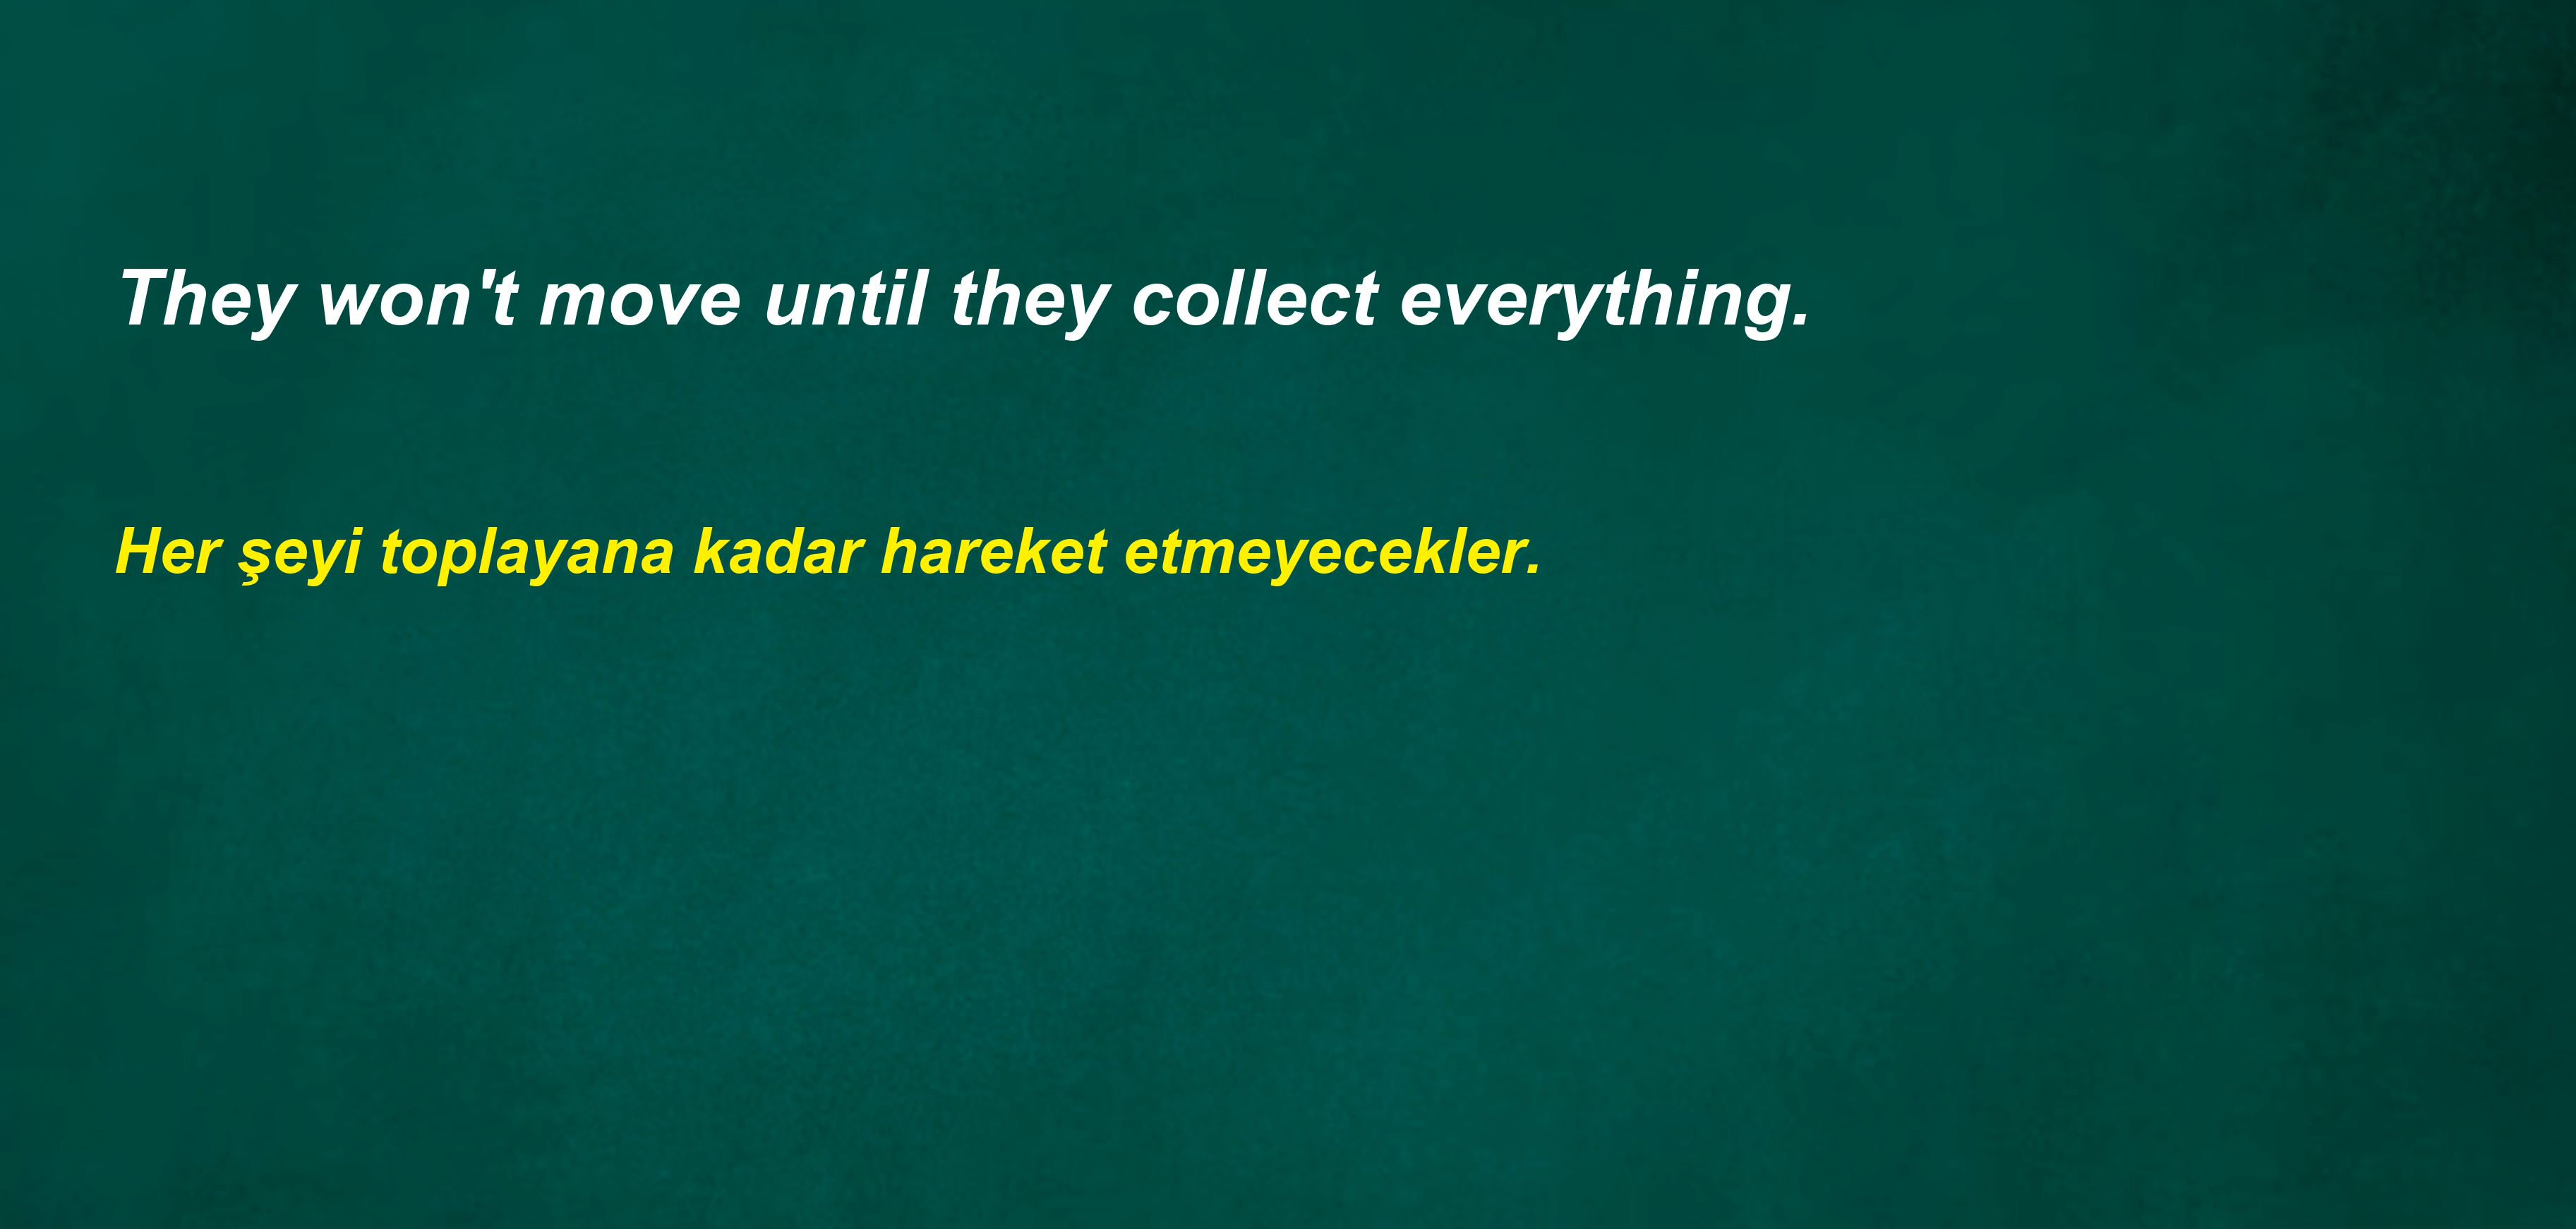 They won't move until they collect everything.
Her şeyi toplayana kadar hareket etmeyecekler.